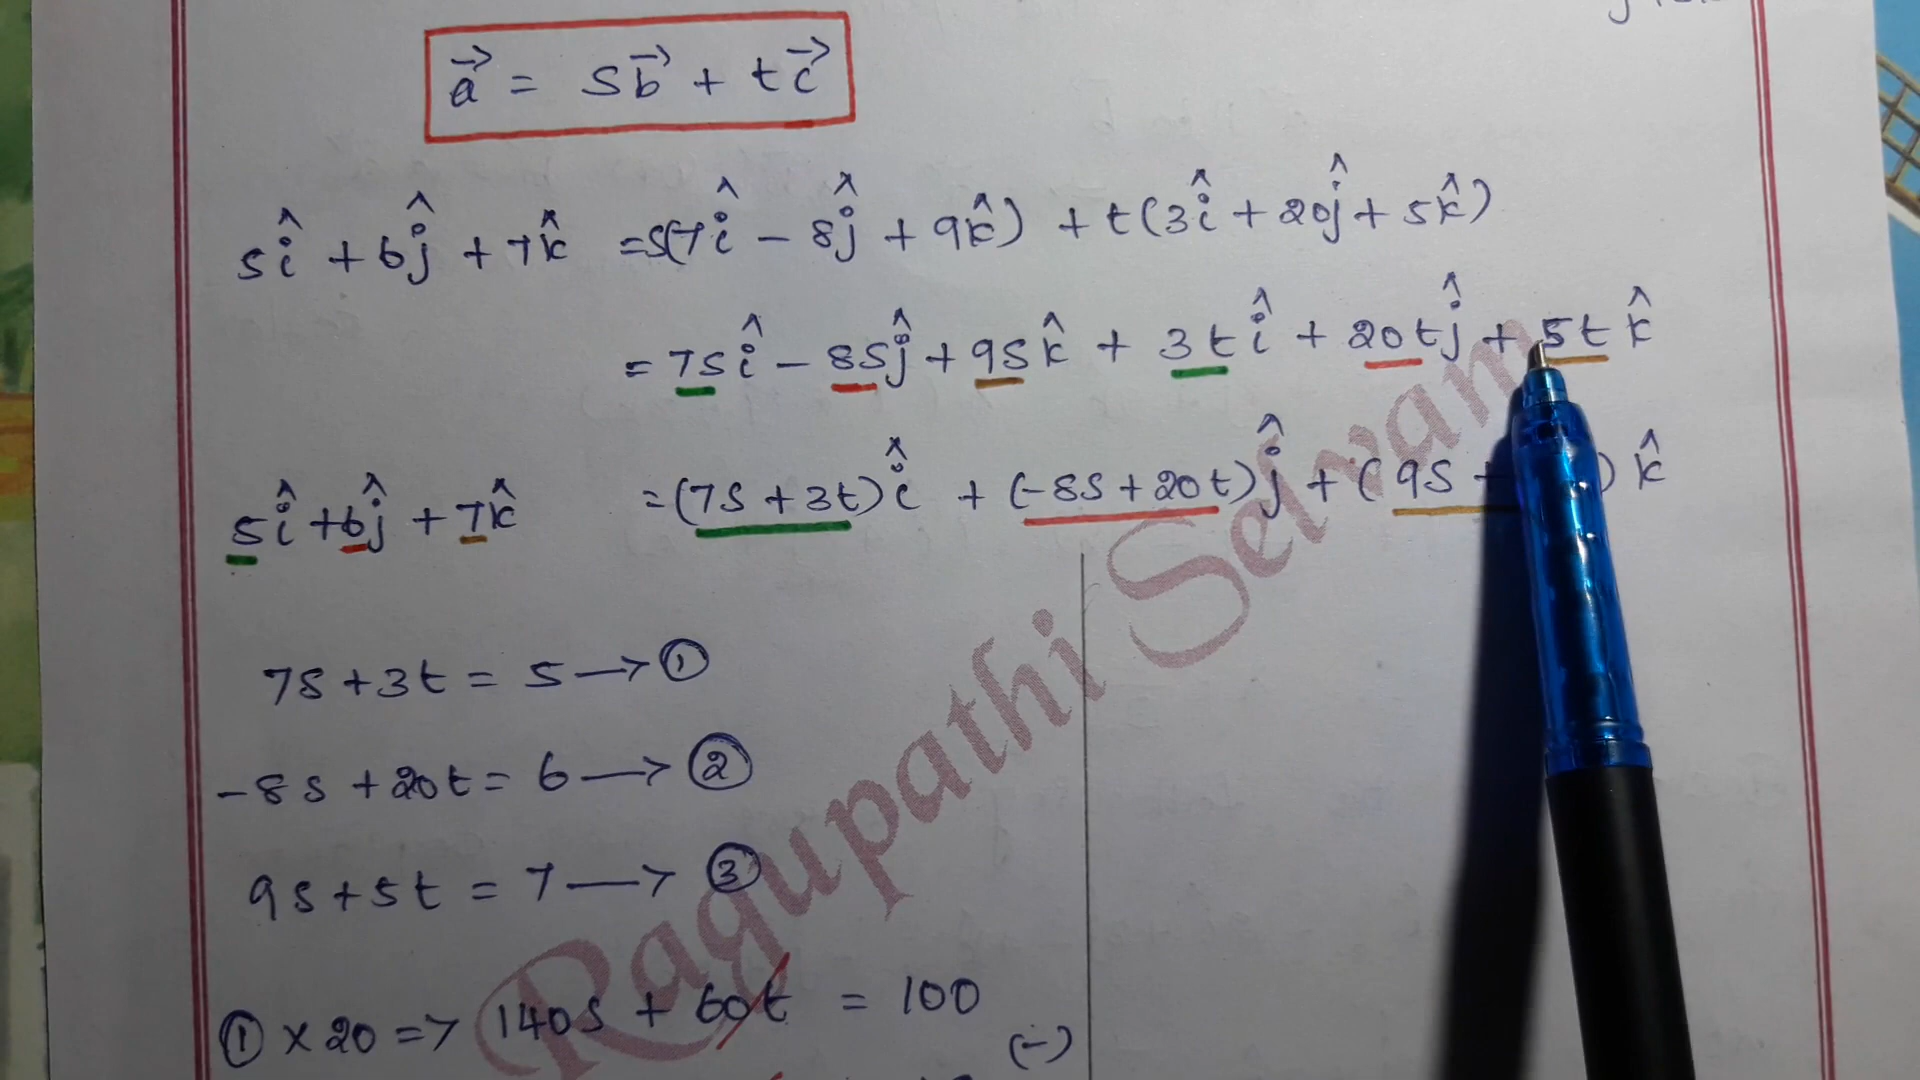 a⃗ = sb⃗ + tc⃗
5î + 6ĵ + 7k̂ = s(7î − 8ĵ + 9k̂) + t(3î + 20ĵ + 5k̂)
= 7sî − 8sĵ + 9sk̂ + 3tî + 20tĵ + 5tk̂
5î + 6ĵ + 7k̂ = (7s + 3t)î + (−8s + 20t)ĵ + (9s + )k̂
7s + 3t = 5 → ①
−8s + 20t = 6 → ②
9s + 5t = 7 → ③
① × 20 => 140s + 60t = 100
(−)
Ragupathi Selvam